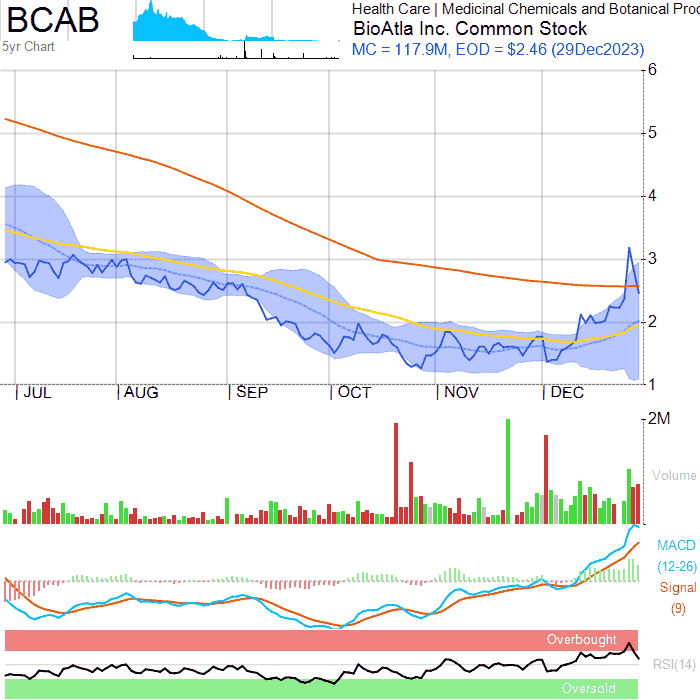 BCAB
5yr Chart
Health Care | Medicinal Chemicals and Botanical Proc
BioAtla Inc. Common Stock
MC = 117.9M, EOD = $2.46 (29Dec2023)
6
5
4
3
2
1
JUL AUG SEP OCT NOV DEC
2M
Volume
MACD
(12-26)
Signal
(9)
Overbought
RSI(14)
Oversold